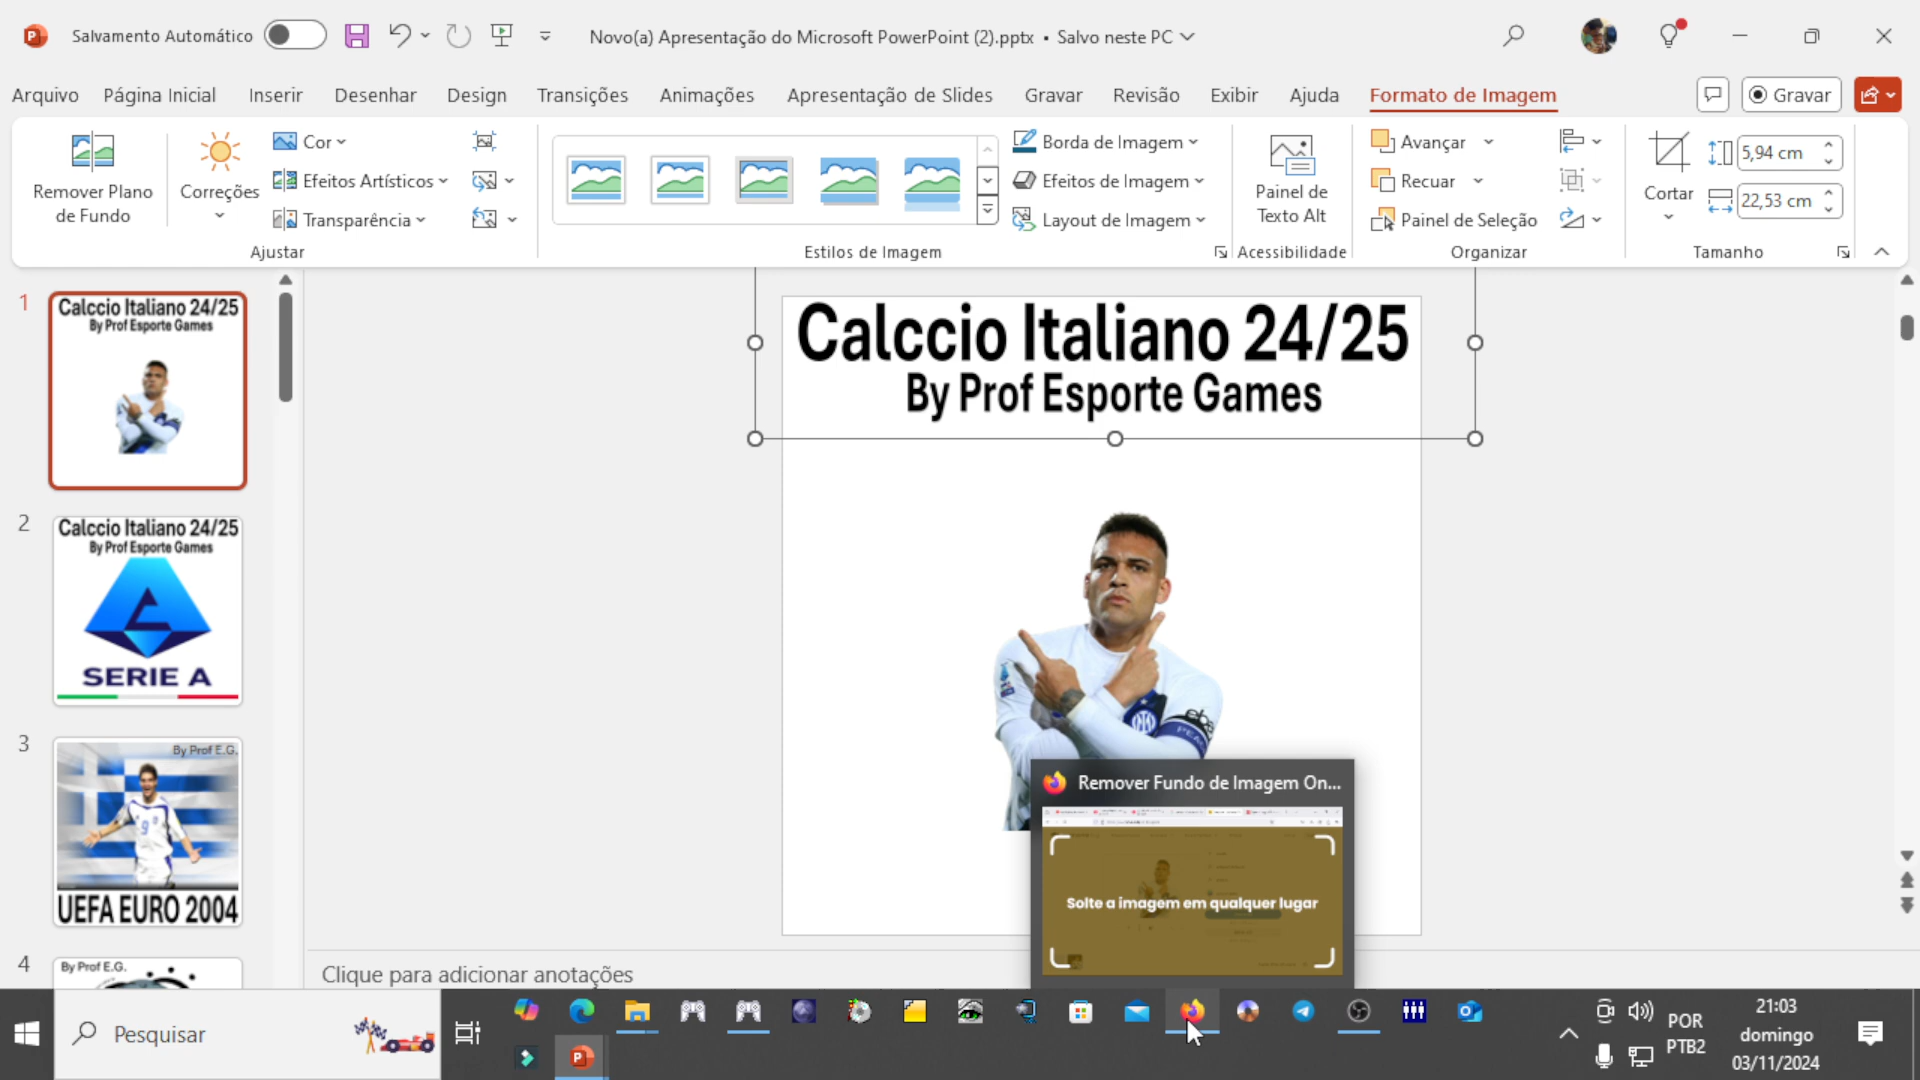 Salvamento Automático
Novo(a) Apresentação do Microsoft PowerPoint (2).pptx • Salvo neste PC
Arquivo Página Inicial Inserir Desenhar Design Transições Animações Apresentação de Slides Gravar Revisão Exibir Ajuda Formato de Imagem Gravar
Remover Plano de Fundo
Correções
Cor
Efeitos Artísticos
Transparência
Ajustar
Estilos de Imagem
Borda de Imagem
Efeitos de Imagem
Layout de Imagem
Painel de Texto Alt
Acessibilidade
Avançar
Recuar
Painel de Seleção
Organizar
Cortar
5,94 cm
22,53 cm
Tamanho
1
Calccio Italiano 24/25
By Prof Esporte Games
2
Calccio Italiano 24/25
By Prof Esporte Games
SERIE A
3
By Prof E.G.
9
UEFA EURO 2004
4
By Prof E.G.
Calccio Italiano 24/25
By Prof Esporte Games
Remover Fundo de Imagem On...
Solte a imagem em qualquer lugar
Clique para adicionar anotações
Pesquisar
POR
PTB2
21:03
domingo
03/11/2024